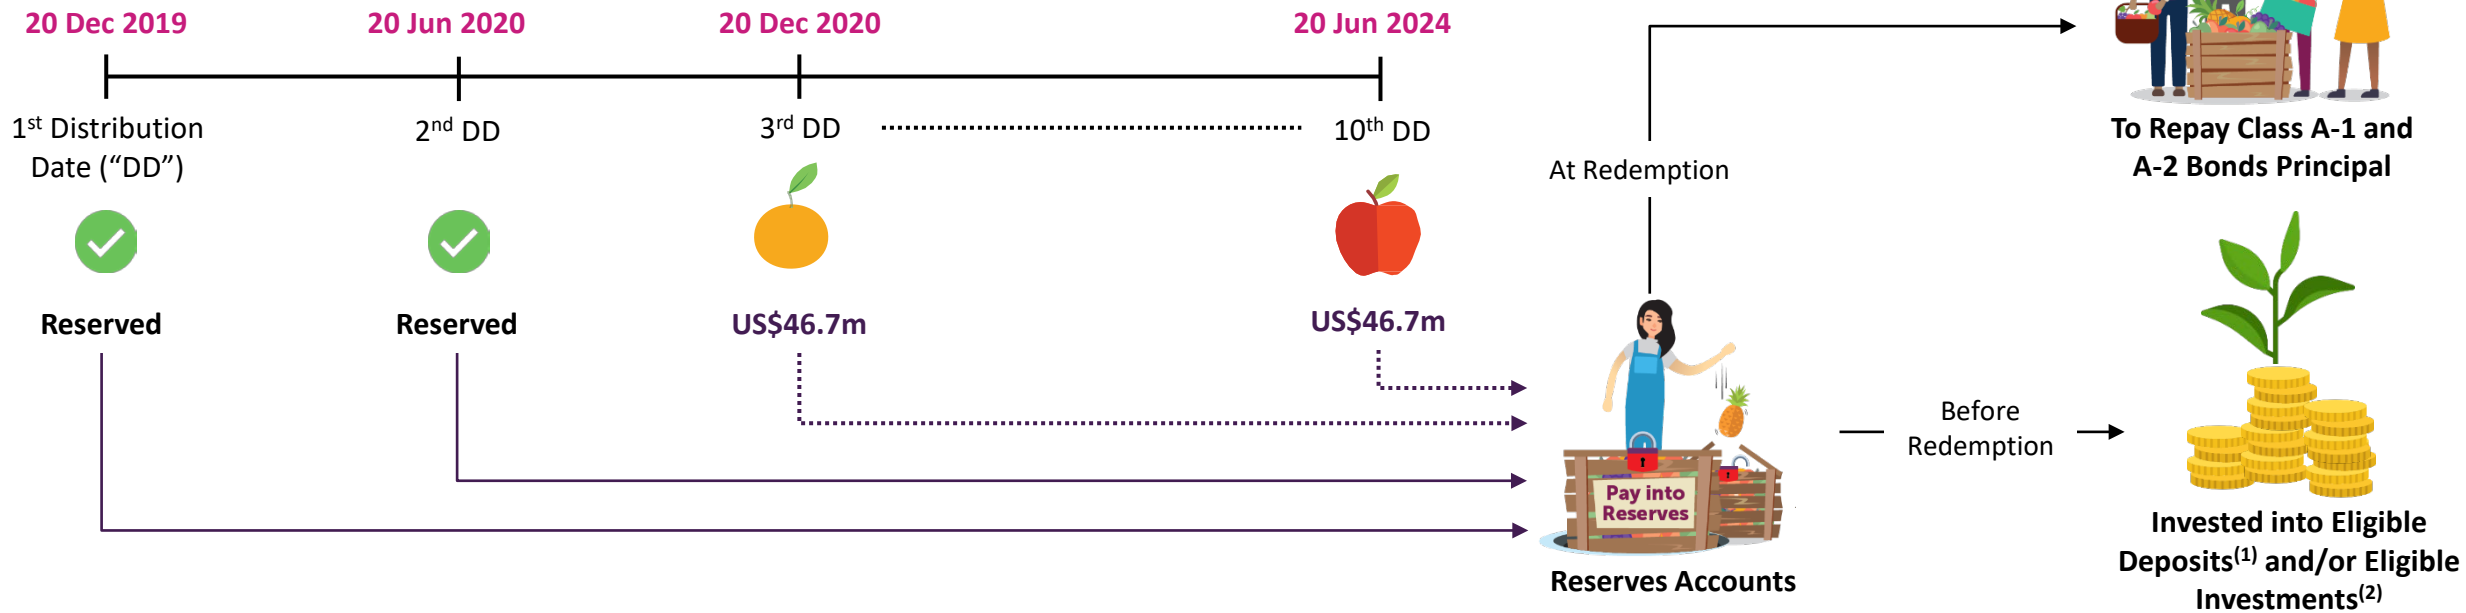 20 Dec 2019
20 Jun 2020
20 Dec 2020
20 Jun 2024
1st Distribution
Date (“DD”)
2nd DD
3rd DD
10th DD
Reserved
Reserved
US$46.7m
US$46.7m
At Redemption
To Repay Class A-1 and
A-2 Bonds Principal
Pay into
Reserves
Reserves Accounts
Before
Redemption
Invested into Eligible
Deposits(1) and/or Eligible
Investments(2)